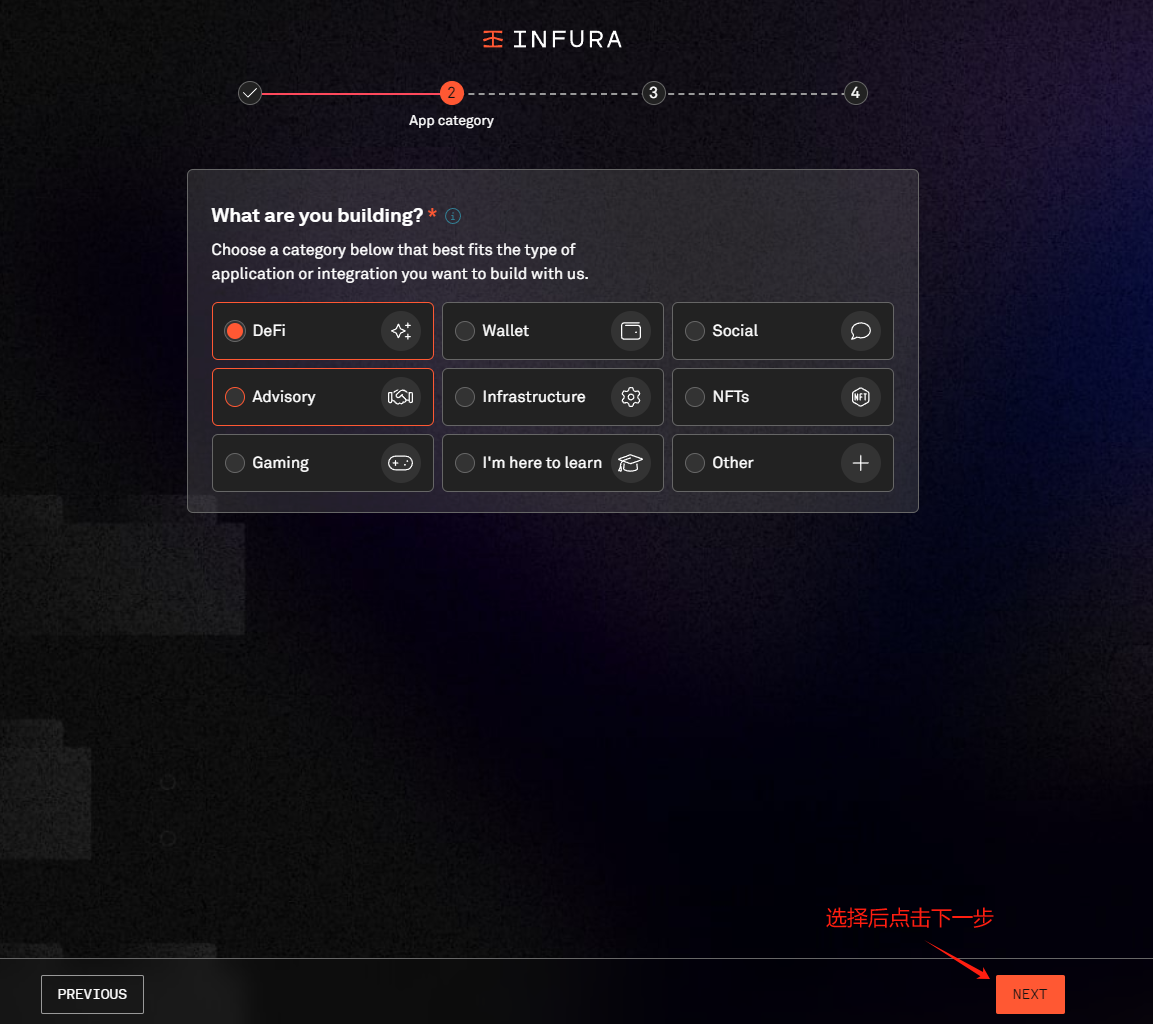 INFURA
2 3 4
App category
What are you building? *
Choose a category below that best fits the type of
application or integration you want to build with us.
DeFi Wallet Social
Advisory Infrastructure NFTs
NFT
Gaming I'm here to learn Other
选择后点击下一步
PREVIOUS NEXT